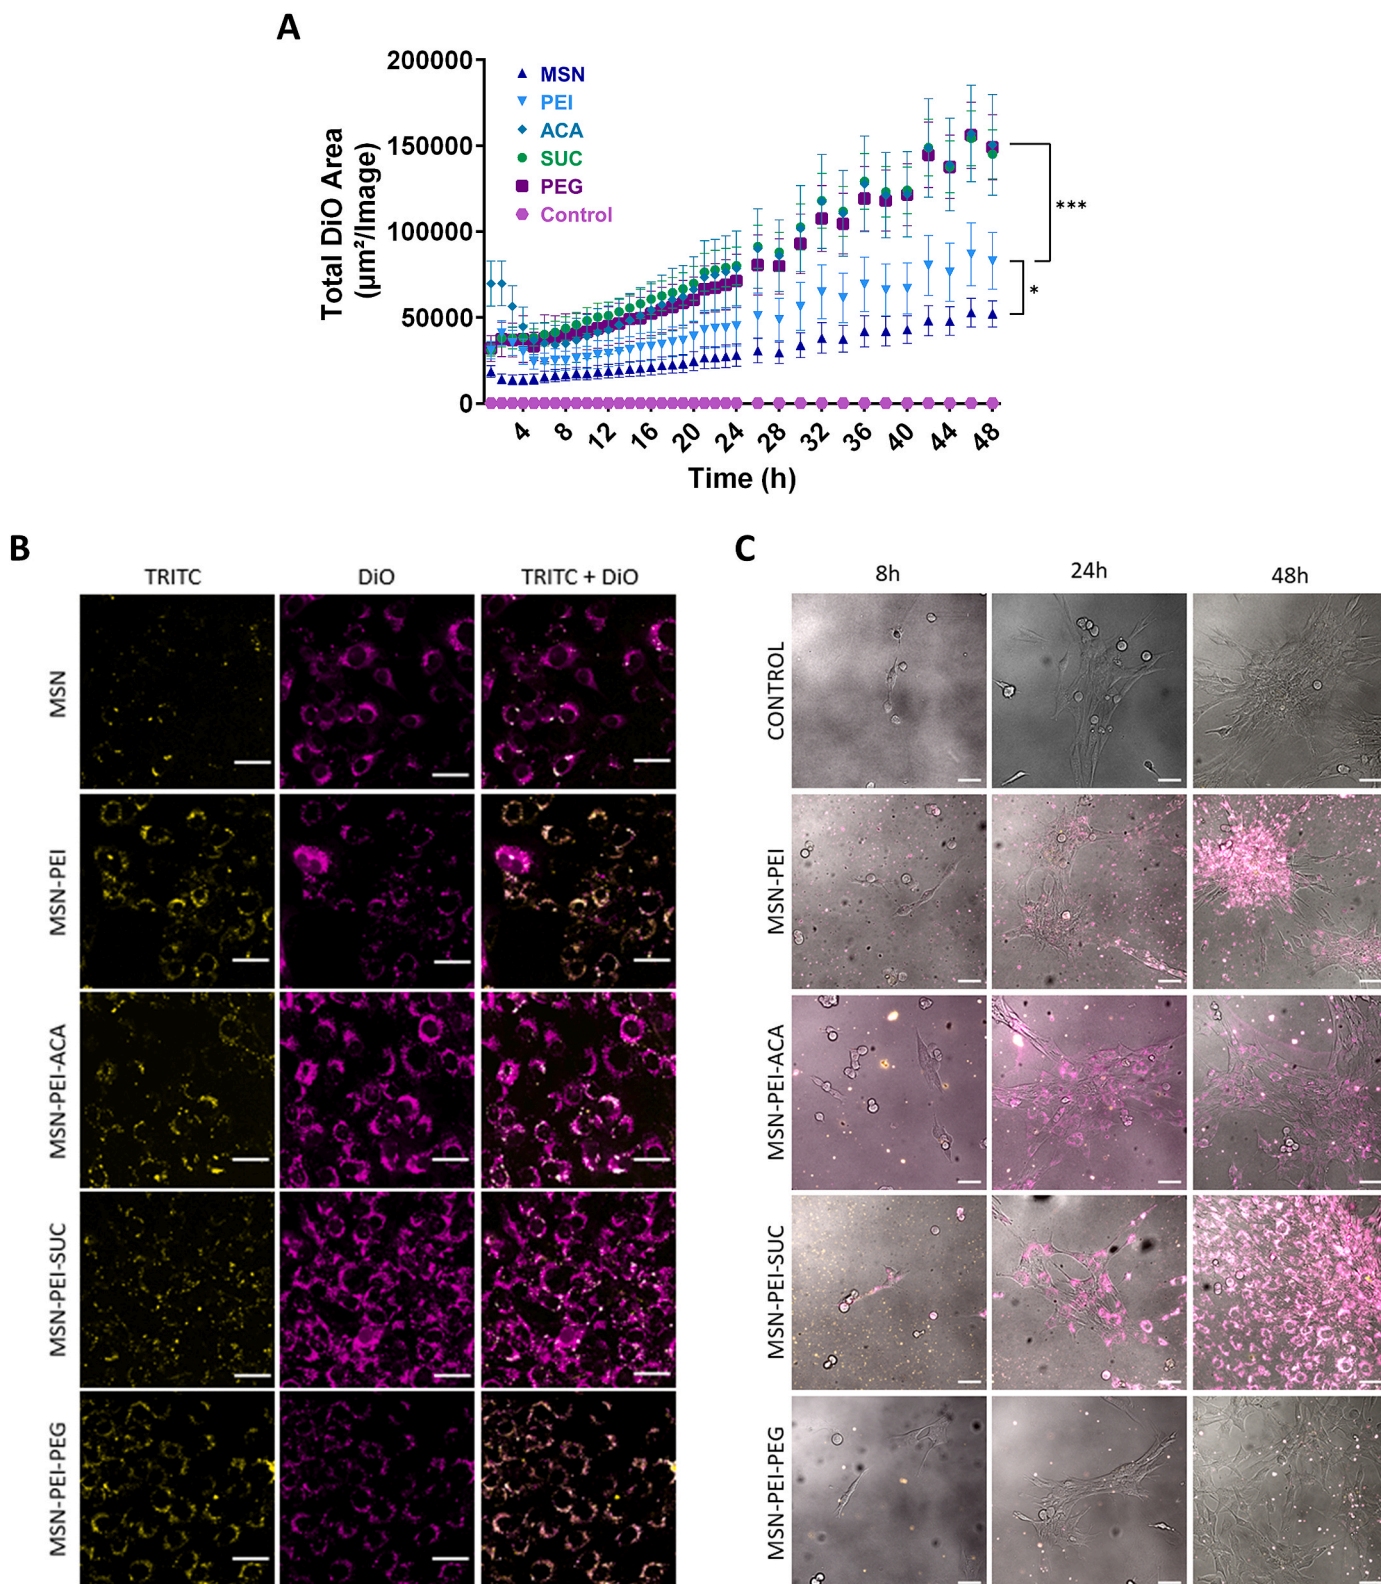 A
200000
150000
100000
50000
0
Total DiO Area
(µm²/Image)
MSN
PEI
ACA
SUC
PEG
Control
***
*
4 8 12 16 20 24 28 32 36 40 44 48
Time (h)
B
TRITC DiO TRITC + DiO
MSN
MSN-PEI
MSN-PEI-ACA
MSN-PEI-SUC
MSN-PEI-PEG
C
8h 24h 48h
CONTROL
MSN-PEI
MSN-PEI-ACA
MSN-PEI-SUC
MSN-PEI-PEG